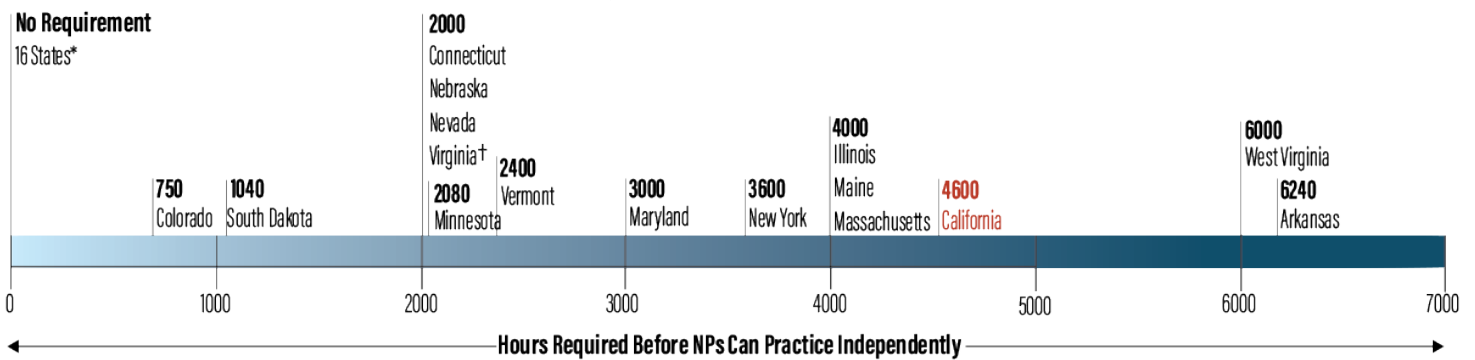 No Requirement
16 States*
750
Colorado
1040
South Dakota
2000
Connecticut
Nebraska
Nevada
Virginia†
2080
Minnesota
2400
Vermont
3000
Maryland
3600
New York
4000
Illinois
Maine
Massachusetts
4600
California
6000
West Virginia
6240
Arkansas
0 1000 2000 3000 4000 5000 6000 7000
Hours Required Before NPs Can Practice Independently